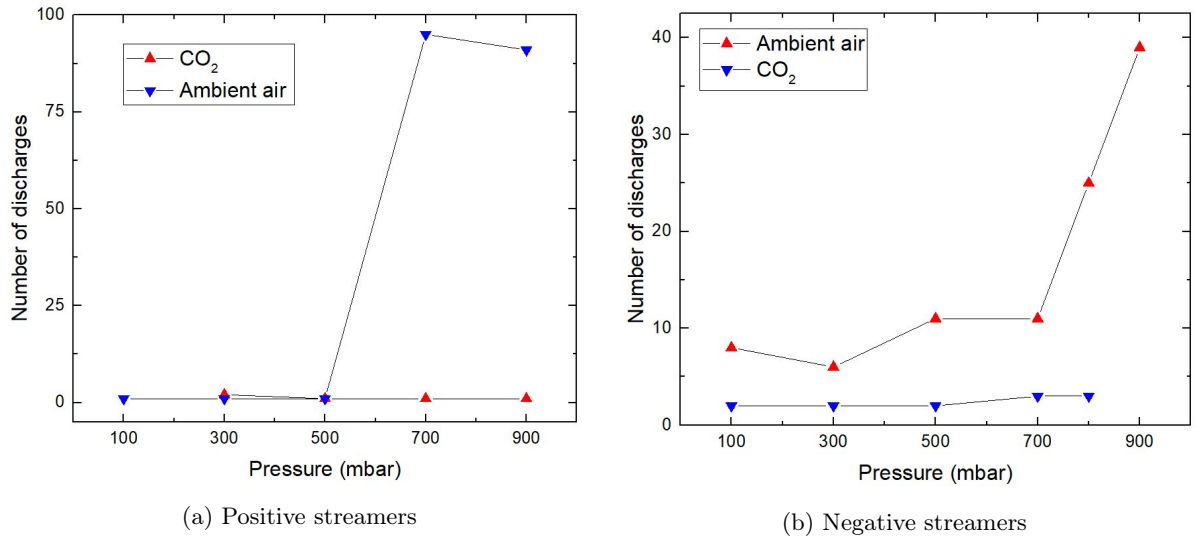 100
75
50
25
0
Number of discharges
CO2
Ambient air
100 300 500 700 900
Pressure (mbar)
(a) Positive streamers
40
30
20
10
0
Number of discharges
Ambient air
CO2
100 300 500 700 900
Pressure (mbar)
(b) Negative streamers